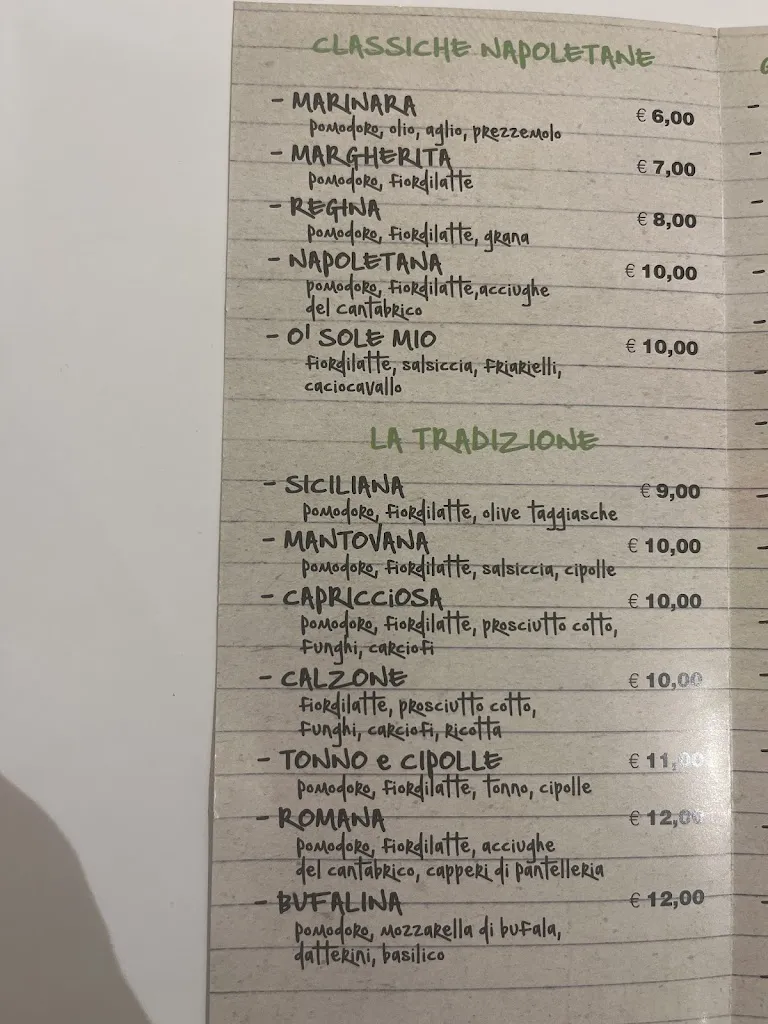 CLASSICHE NAPOLETANE
- MARINARA € 6,00
pomodoro, olio, aglio, prezzemolo
- MARGHERITA € 7,00
pomodoro, fiordilatte
- REGINA € 8,00
pomodoro, fiordilatte, grana
- NAPOLETANA € 10,00
pomodoro, fiordilatte,acciughe
del cantabrico
- O' SOLE MIO € 10,00
fiordilatte, salsiccia, friarielli,
caciocavallo
LA TRADIZIONE
- SICILIANA € 9,00
pomodoro, fiordilatte, olive taggiasche
- MANTOVANA € 10,00
pomodoro, fiordilatte, salsiccia, cipolle
- CAPRICCIOSA € 10,00
pomodoro, fiordilatte, prosciutto cotto,
funghi, carciofi
- CALZONE € 10,00
fiordilatte, prosciutto cotto,
funghi, carciofi, ricotta
- TONNO e CIPOLLE € 11,00
pomodoro, fiordilatte, tonno, cipolle
- ROMANA € 12,00
pomodoro, fiordilatte, acciughe
del cantabrico, capperi di pantelleria
- BUFALINA € 12,00
pomodoro, mozzarella di bufala,
datterini, basilico